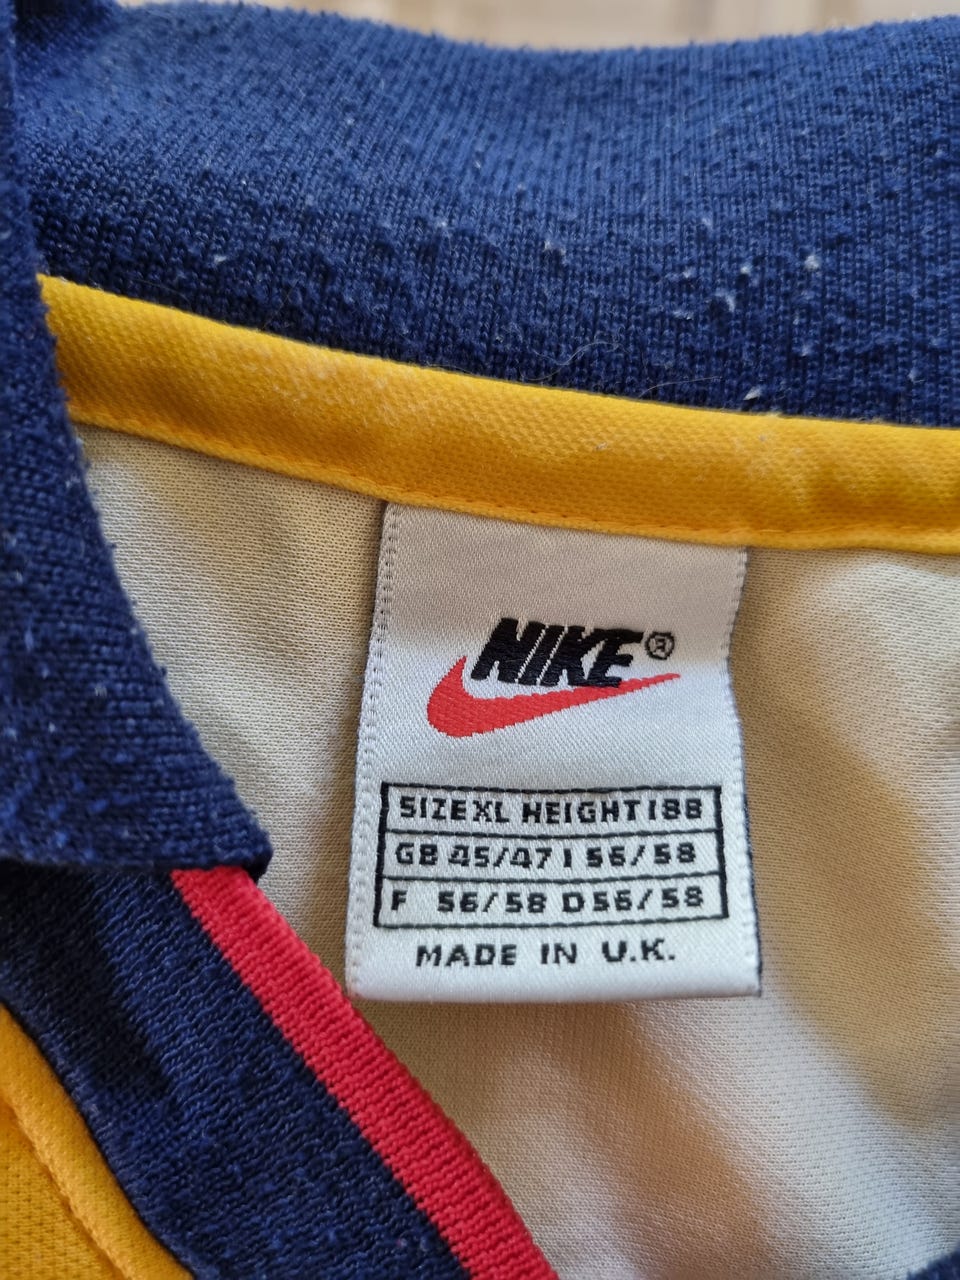 NIKE®
SIZE XL HEIGHT 188
GB 45/47 I 56/58
F 56/58 D 56/58
MADE IN U.K.